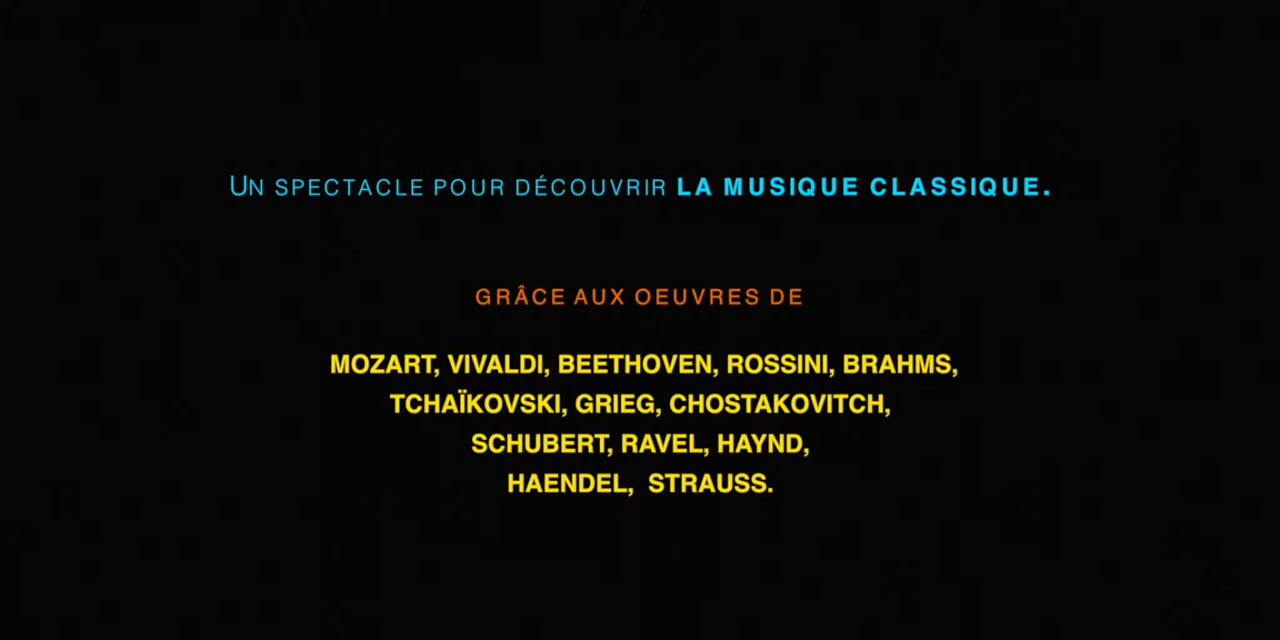 UN SPECTACLE POUR DÉCOUVRIR LA MUSIQUE CLASSIQUE.
GRÂCE AUX OEUVRES DE
MOZART, VIVALDI, BEETHOVEN, ROSSINI, BRAHMS,
TCHAÏKOVSKI, GRIEG, CHOSTAKOVITCH,
SCHUBERT, RAVEL, HAYND,
HAENDEL, STRAUSS.